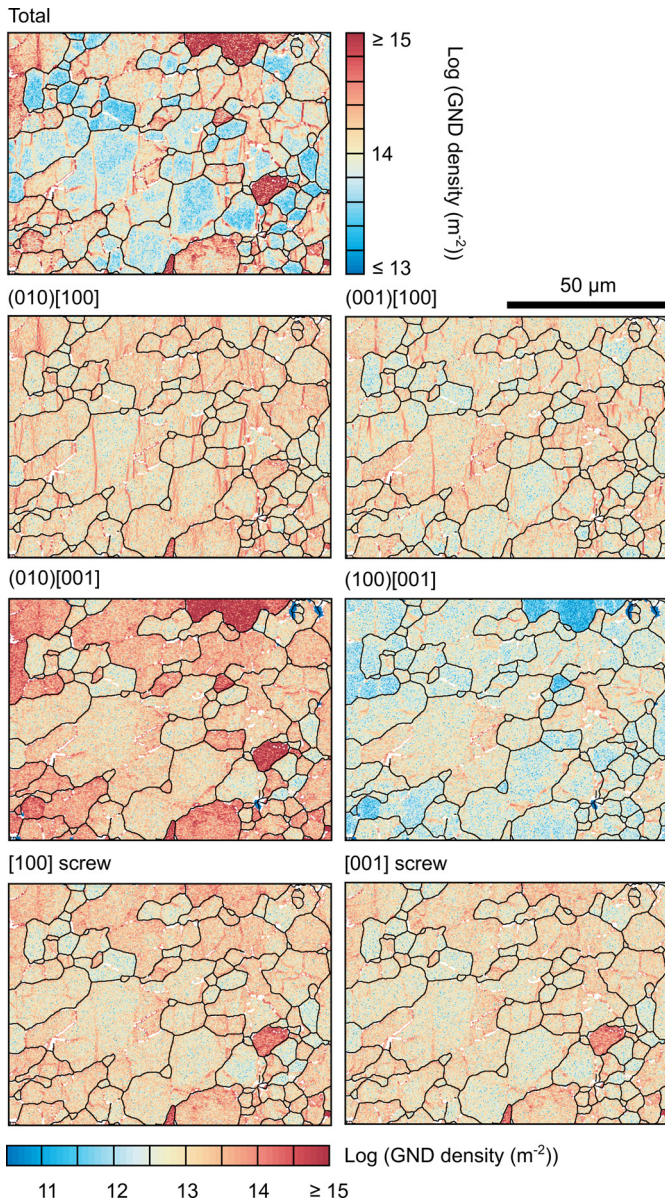 Total
≥ 15
14
≤ 13
Log (GND density (m⁻²))
(010)[100]
(001)[100]
50 µm
(010)[001]
(100)[001]
[100] screw
[001] screw
Log (GND density (m⁻²))
11 12 13 14 ≥ 15